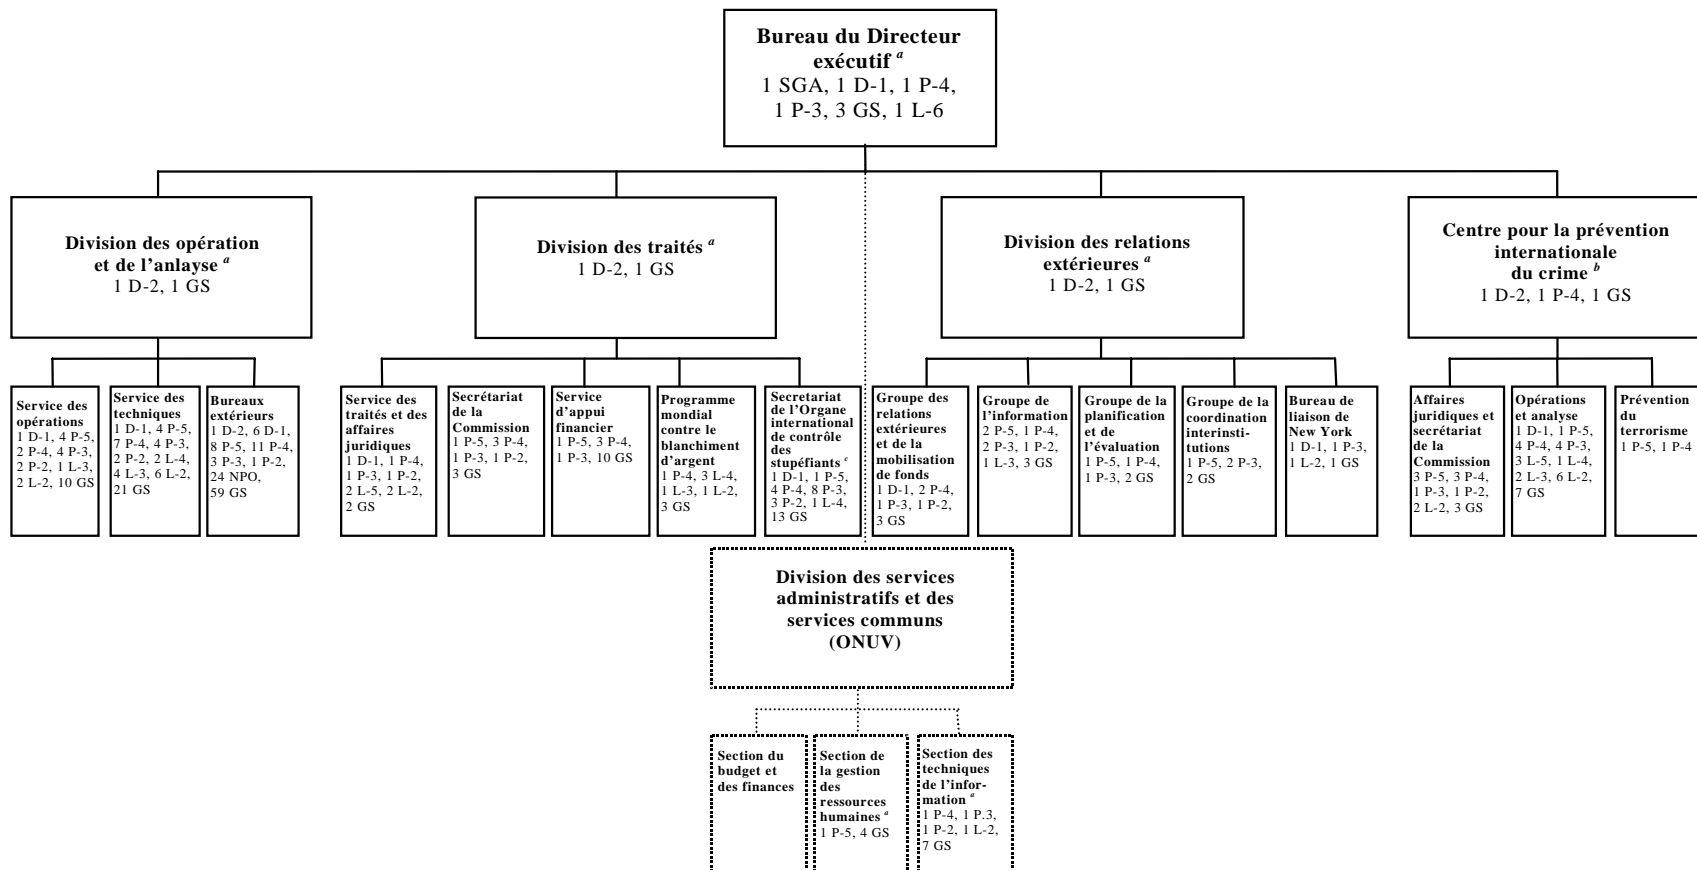 Bureau du Directeur
exécutif a
1 SGA, 1 D-1, 1 P-4,
1 P-3, 3 GS, 1 L-6
Division des opération
et de l'anlayse a
1 D-2, 1 GS
Division des traités a
1 D-2, 1 GS
Division des relations
extérieures a
1 D-2, 1 GS
Centre pour la prévention
internationale
du crime b
1 D-2, 1 P-4, 1 GS
Service des
opérations
1 D-1, 4 P-5,
2 P-4, 4 P-3,
2 P-2, 1 L-3,
2 L-2, 10 GS
Service des
techniques
1 D-1, 4 P-5,
7 P-4, 4 P-3,
2 P-2, 2 L-4,
4 L-3, 6 L-2,
21 GS
Bureaux
extérieurs
1 D-2, 6 D-1,
8 P-5, 11 P-4,
3 P-3, 1 P-2,
24 NPO,
59 GS
Service des
traités et des
affaires
juridiques
1 D-1, 1 P-4,
1 P-3, 1 P-2,
2 L-5, 2 L-2,
2 GS
Secrétariat
de la
Commission
1 P-5, 3 P-4,
1 P-3, 1 P-2,
3 GS
Service
d'appui
financier
1 P-5, 3 P-4,
1 P-3, 10 GS
Programme
mondial
contre le
blanchiment
d'argent
1 P-4, 3 L-4,
1 L-3, 1 L-2,
3 GS
Secretariat
de l'Organe
international
de contrôle
des
stupéfiants c
1 D-1, 1 P-5,
4 P-4, 8 P-3,
3 P-2, 1 L-4,
13 GS
Groupe des
relations
extérieures
et de la
mobilisation
de fonds
1 D-1, 2 P-4,
1 P-3, 1 P-2,
3 GS
Groupe de
l'information
2 P-5, 1 P-4,
2 P-3, 1 P-2,
1 L-3, 3 GS
Groupe de la
planification
et de
l'évaluation
1 P-5, 1 P-4,
1 P-3, 2 GS
Groupe de la
coordination
interinsti-
tutions
1 P-5, 2 P-3,
2 GS
Bureau de
liaison de
New York
1 D-1, 1 P-3,
1 L-2, 1 GS
Affaires
juridiques et
secrétariat
de la
Commission
3 P-5, 3 P-4,
1 P-3, 1 P-2,
2 L-2, 3 GS
Opérations
et analyse
1 D-1, 1 P-5,
4 P-4, 4 P-3,
3 L-5, 1 L-4,
2 L-3, 6 L-2,
7 GS
Prévention
du
terrorisme
1 P-5, 1 P-4
Division des services
administratifs et des
services communs
(ONUV)
Section du
budget et
des finances
Section de
la gestion
des
ressources
humaines a
1 P-5, 4 GS
Section des
techniques
de l'infor-
mation a
1 P-4, 1 P.3,
1 P-2, 1 L-2,
7 GS